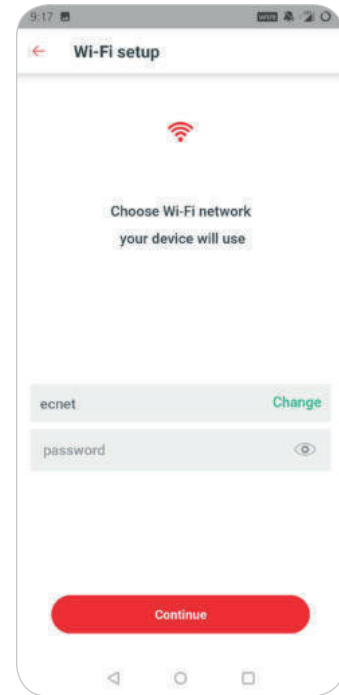 9:17
Wi-Fi setup
Choose Wi-Fi network
your device will use
ecnet Change
password
Continue